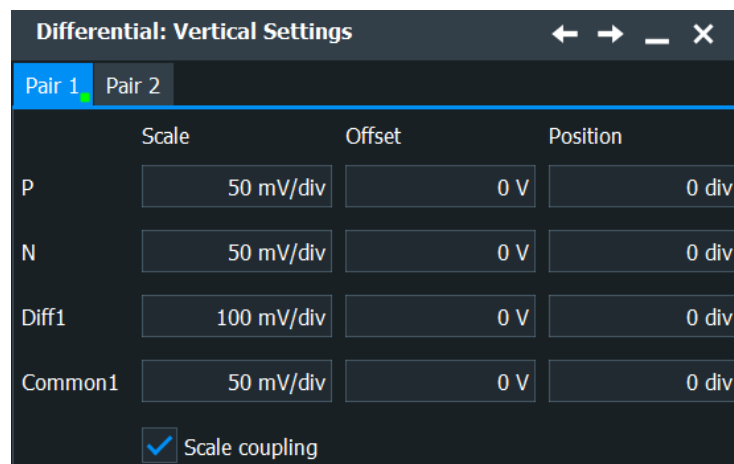 Differential: Vertical Settings
Pair 1 Pair 2
Scale Offset Position
P 50 mV/div 0 V 0 div
N 50 mV/div 0 V 0 div
Diff1 100 mV/div 0 V 0 div
Common1 50 mV/div 0 V 0 div
Scale coupling